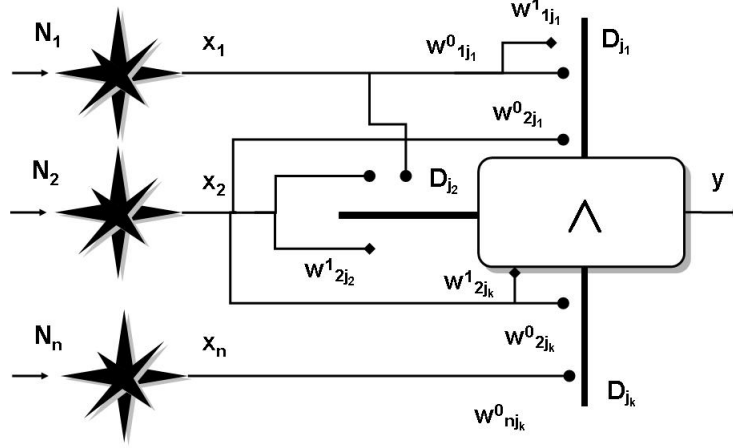 W¹₁ⱼ₁
N₁ x₁ W⁰₁ⱼ₁ Dⱼ₁
W⁰₂ⱼ₁
N₂ x₂ Dⱼ₂ ∧ y
W¹₂ⱼ₂ W¹₂ⱼₖ
Nₙ xₙ W⁰₂ⱼₖ
Dⱼₖ
W⁰ₙⱼₖ